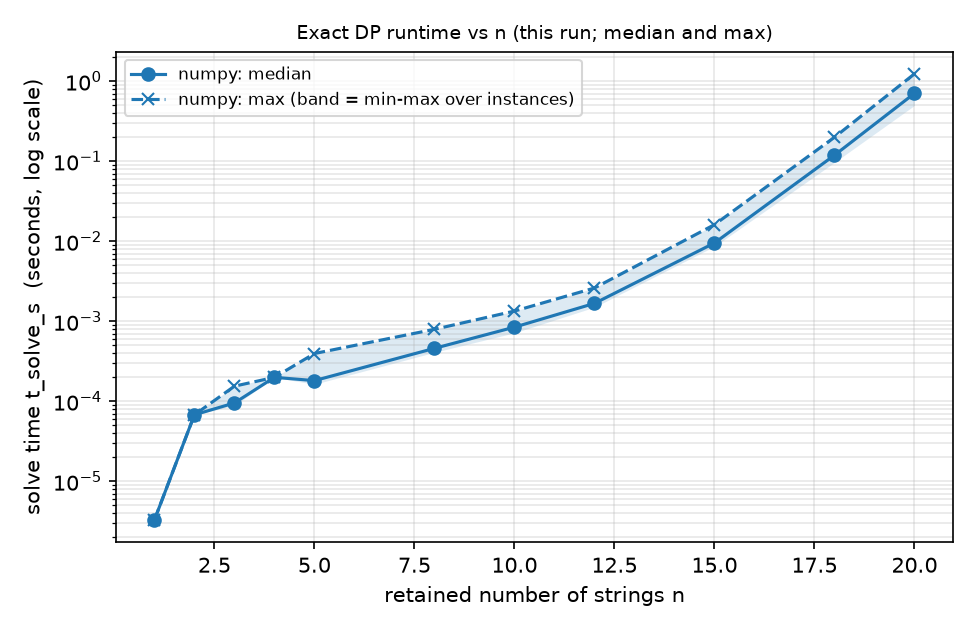 Exact DP runtime vs n (this run; median and max)
numpy: median
numpy: max (band = min-max over instances)
solve time t_solve_s  (seconds, log scale)
10⁰
10⁻¹
10⁻²
10⁻³
10⁻⁴
10⁻⁵
2.5 5.0 7.5 10.0 12.5 15.0 17.5 20.0
retained number of strings n